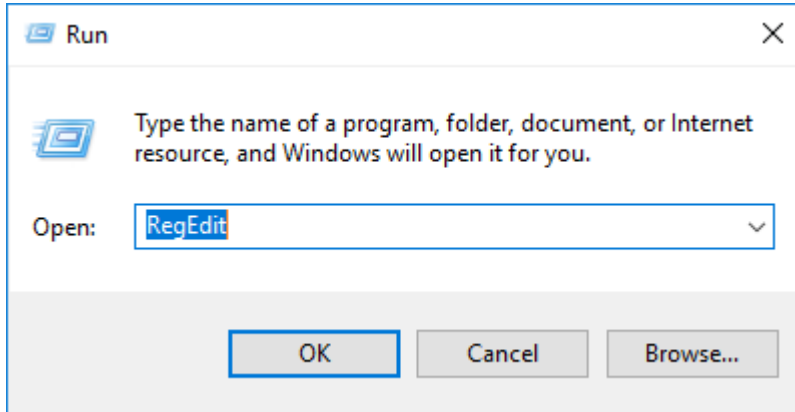 Run
Type the name of a program, folder, document, or Internet
resource, and Windows will open it for you.
Open: RegEdit
OK Cancel Browse...